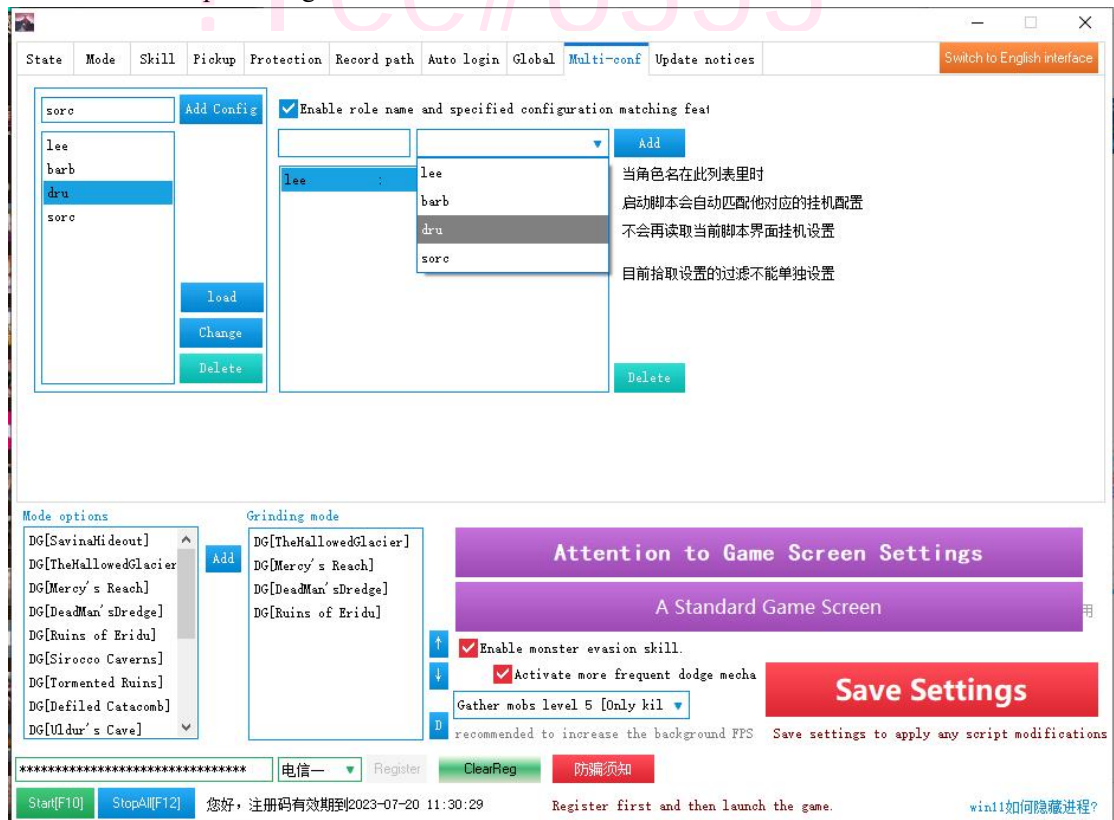 State Mode Skill Pickup Protection Record path Auto login Global Multi-conf Update notices Switch to English interface
sorc Add Config Enable role name and specified configuration matching feat
Add
lee
barb
dru
sorc
load
Change
Delete
lee :
lee
barb
dru
sorc
当角色名在此列表里时
启动脚本会自动匹配他对应的挂机配置
不会再读取当前脚本界面挂机设置
目前拾取设置的过滤不能单独设置
Delete
Mode options
DG[SavinaHideout]
DG[TheHallowedGlacier
DG[Mercy's Reach]
DG[DeadMan'sDredge]
DG[Ruins of Eridu]
DG[Sirocco Caverns]
DG[Tormented Ruins]
DG[Defiled Catacomb]
DG[Uldur's Cave]
Add
Grinding mode
DG[TheHallowedGlacier]
DG[Mercy's Reach]
DG[DeadMan'sDredge]
DG[Ruins of Eridu]
↑
↓
D
Attention to Game Screen Settings
A Standard Game Screen
用
Enable monster evasion skill.
Activate more frequent dodge mecha
Gather mobs level 5 [Only kil
recommended to increase the background FPS
Save Settings
Save settings to apply any script modifications
*********************************** 电信一 Register ClearReg 防骗须知
Start[F10] StopAll[F12] 您好，注册码有效期到2023-07-20 11:30:29 Register first and then launch the game. win11如何隐藏进程?